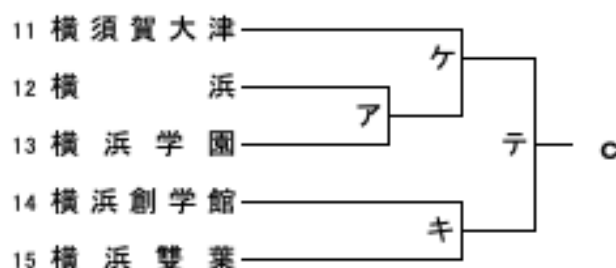 11 横須賀大津
ケ
12 横浜
ア
13 横浜学園
テ
c
14 横浜創学館
キ
15 横浜雙葉